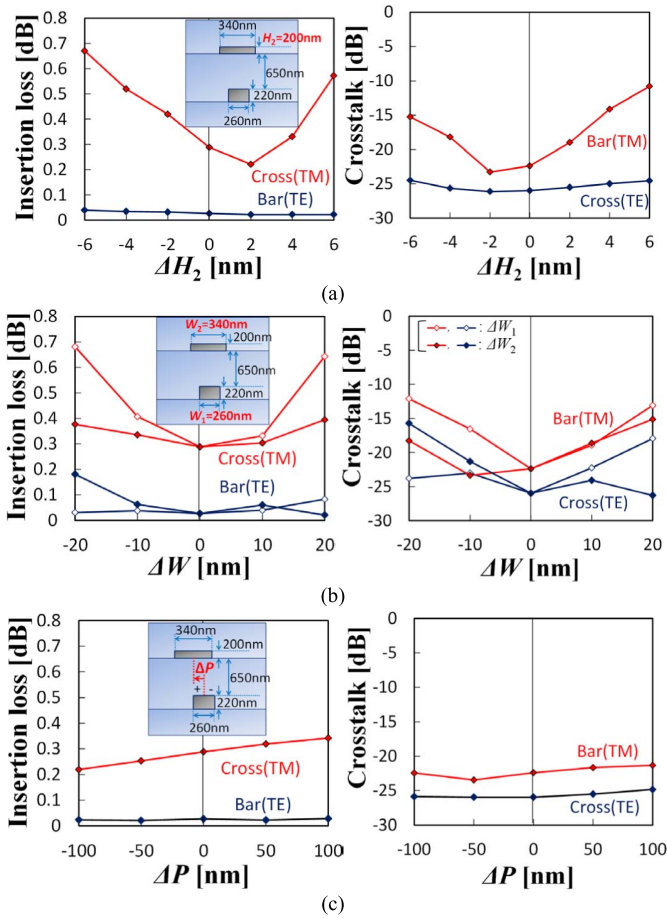 Insertion loss [dB]
0.8
0.7
0.6
0.5
0.4
0.3
0.2
0.1
0
-6 -4 -2 0 2 4 6
ΔH2 [nm]
340nm
H2=200nm
650nm
220nm
260nm
Cross(TM)
Bar(TE)
Crosstalk [dB]
0
-5
-10
-15
-20
-25
-30
-6 -4 -2 0 2 4 6
ΔH2 [nm]
Bar(TM)
Cross(TE)
(a)
Insertion loss [dB]
0.8
0.7
0.6
0.5
0.4
0.3
0.2
0.1
0
-20 -10 0 10 20
ΔW [nm]
W2=340nm
200nm
650nm
220nm
W1=260nm
Cross(TM)
Bar(TE)
Crosstalk [dB]
0
-5
-10
-15
-20
-25
-30
-20 -10 0 10 20
ΔW [nm]
, : ΔW1
, : ΔW2
Bar(TM)
Cross(TE)
(b)
Insertion loss [dB]
0.8
0.7
0.6
0.5
0.4
0.3
0.2
0.1
0
-100 -50 0 50 100
ΔP [nm]
340nm
200nm
ΔP
+ -
650nm
220nm
260nm
Cross(TM)
Bar(TE)
Crosstalk [dB]
0
-5
-10
-15
-20
-25
-30
-100 -50 0 50 100
ΔP [nm]
Bar(TM)
Cross(TE)
(c)